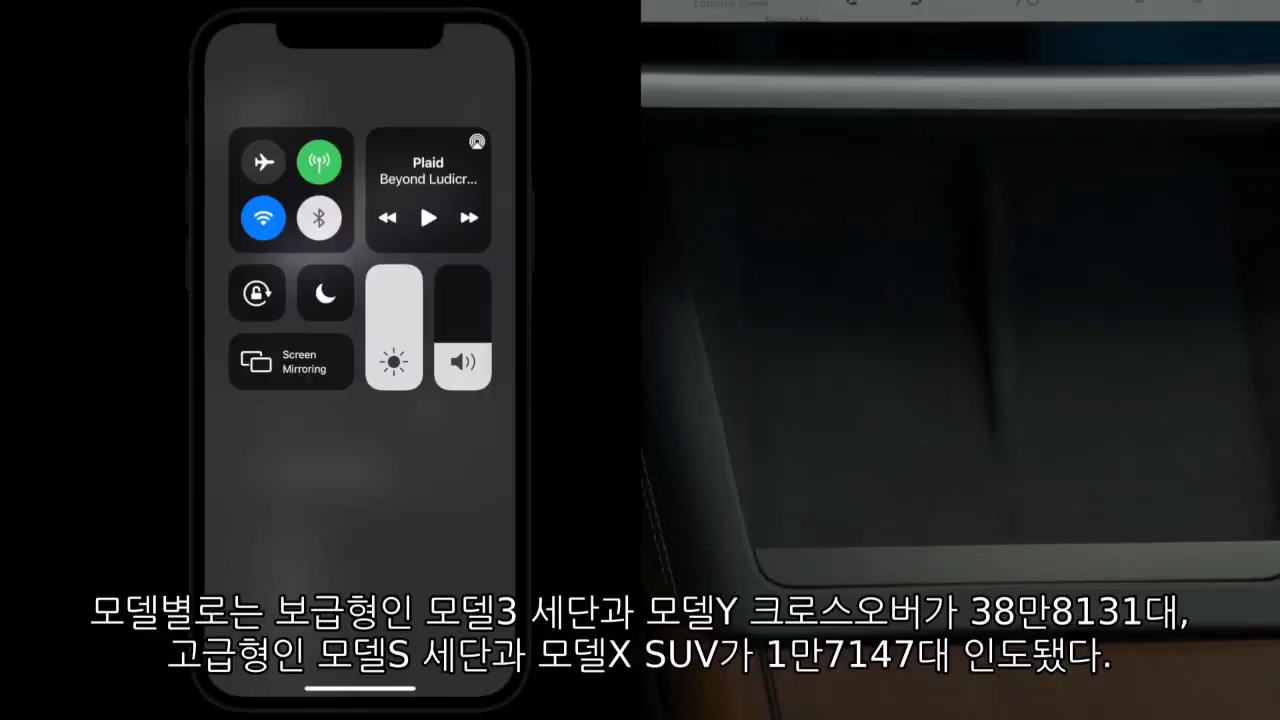 Plaid
Beyond Ludicr...
Screen
Mirroring
모델별로는 보급형인 모델3 세단과 모델Y 크로스오버가 38만8131대,
고급형인 모델S 세단과 모델X SUV가 1만7147대 인도됐다.